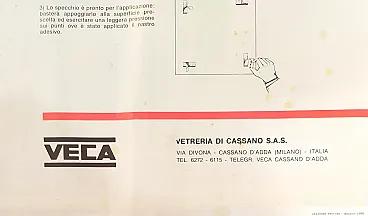 3) Lo specchio è pronto per l'applicazione:
basterà appoggiarlo alla superficie pre-
scelta ed esercitare una leggera pressione
sui punti ove è stato applicato il nastro
adesivo.
VECA
VETRERIA DI CASSANO S.A.S.
VIA DIVONA - CASSANO D'ADDA (MILANO) - ITALIA
TEL. 6272 - 6115 - TELEGR. VECA CASSANO D'ADDA